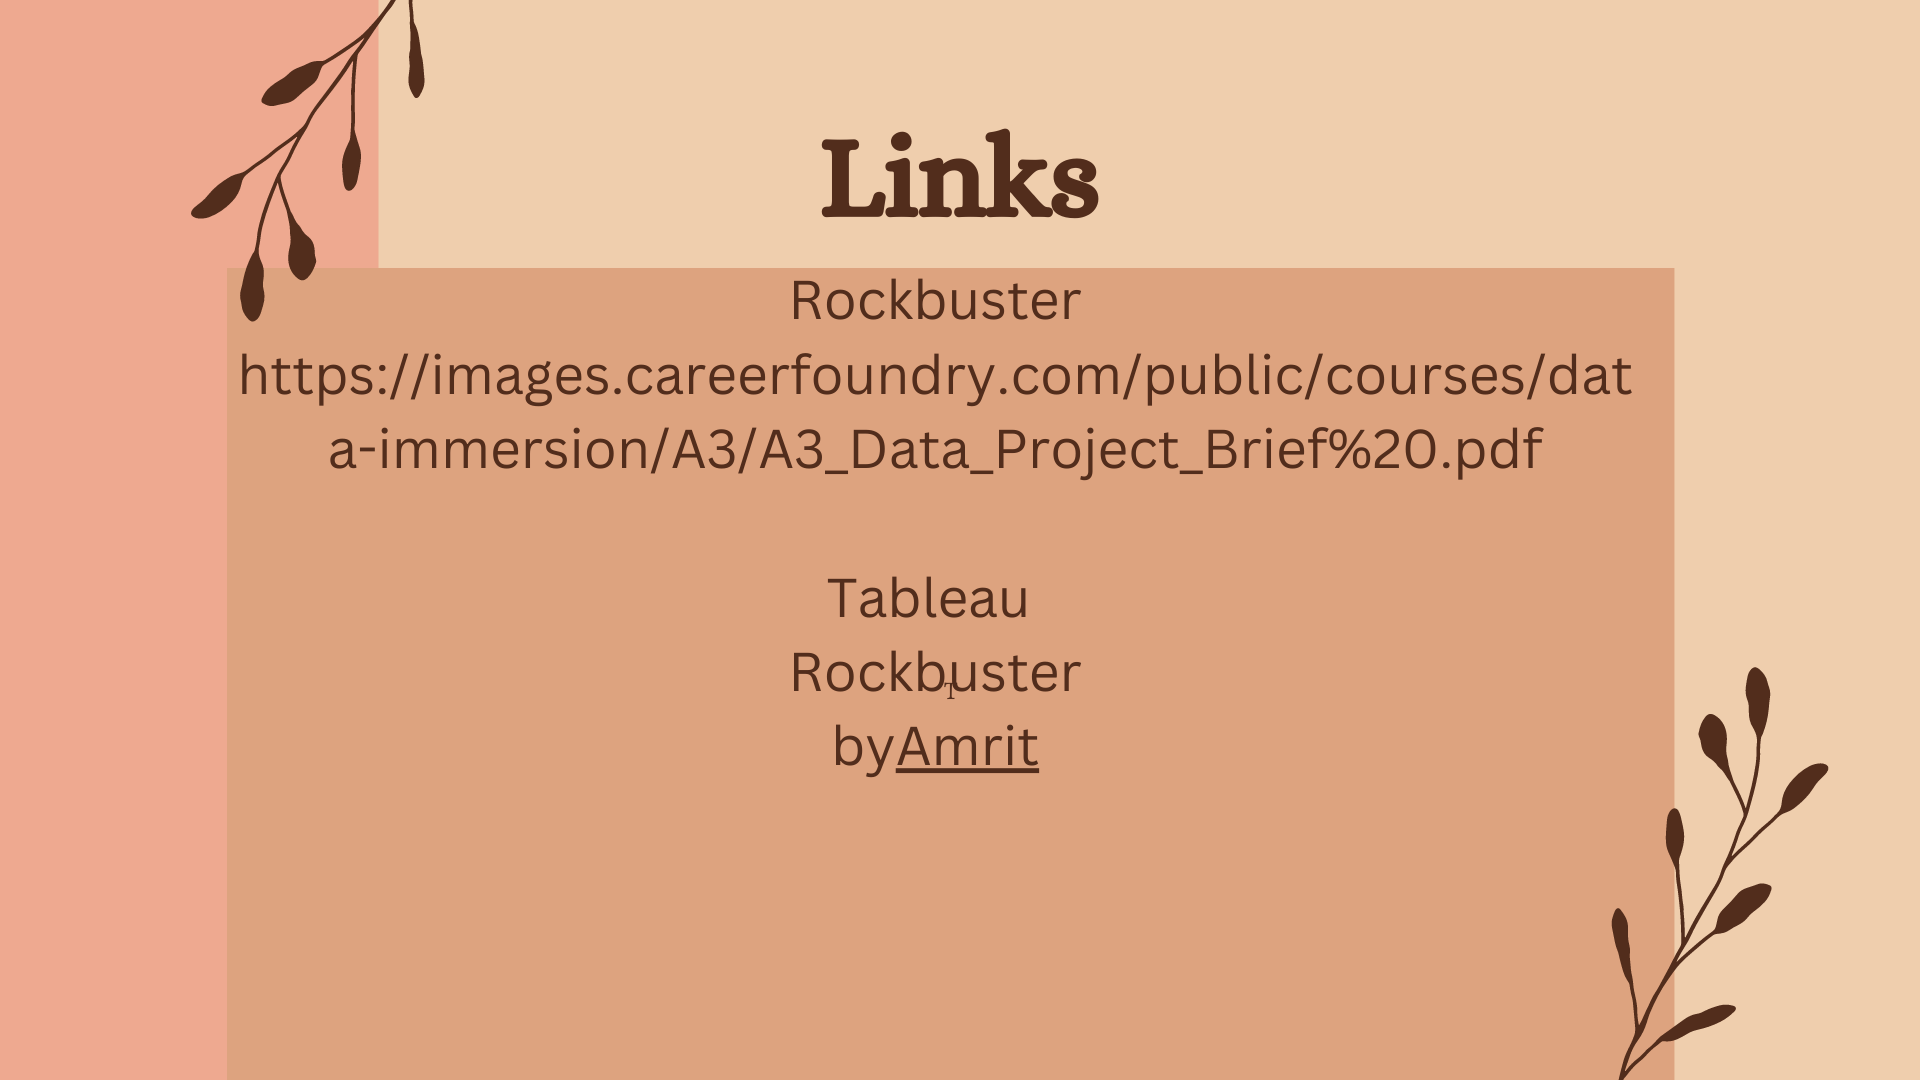 Links
Rockbuster
https://images.careerfoundry.com/public/courses/dat
a-immersion/A3/A3_Data_Project_Brief%20.pdf
Tableau
Rockbuster
T
byAmrit